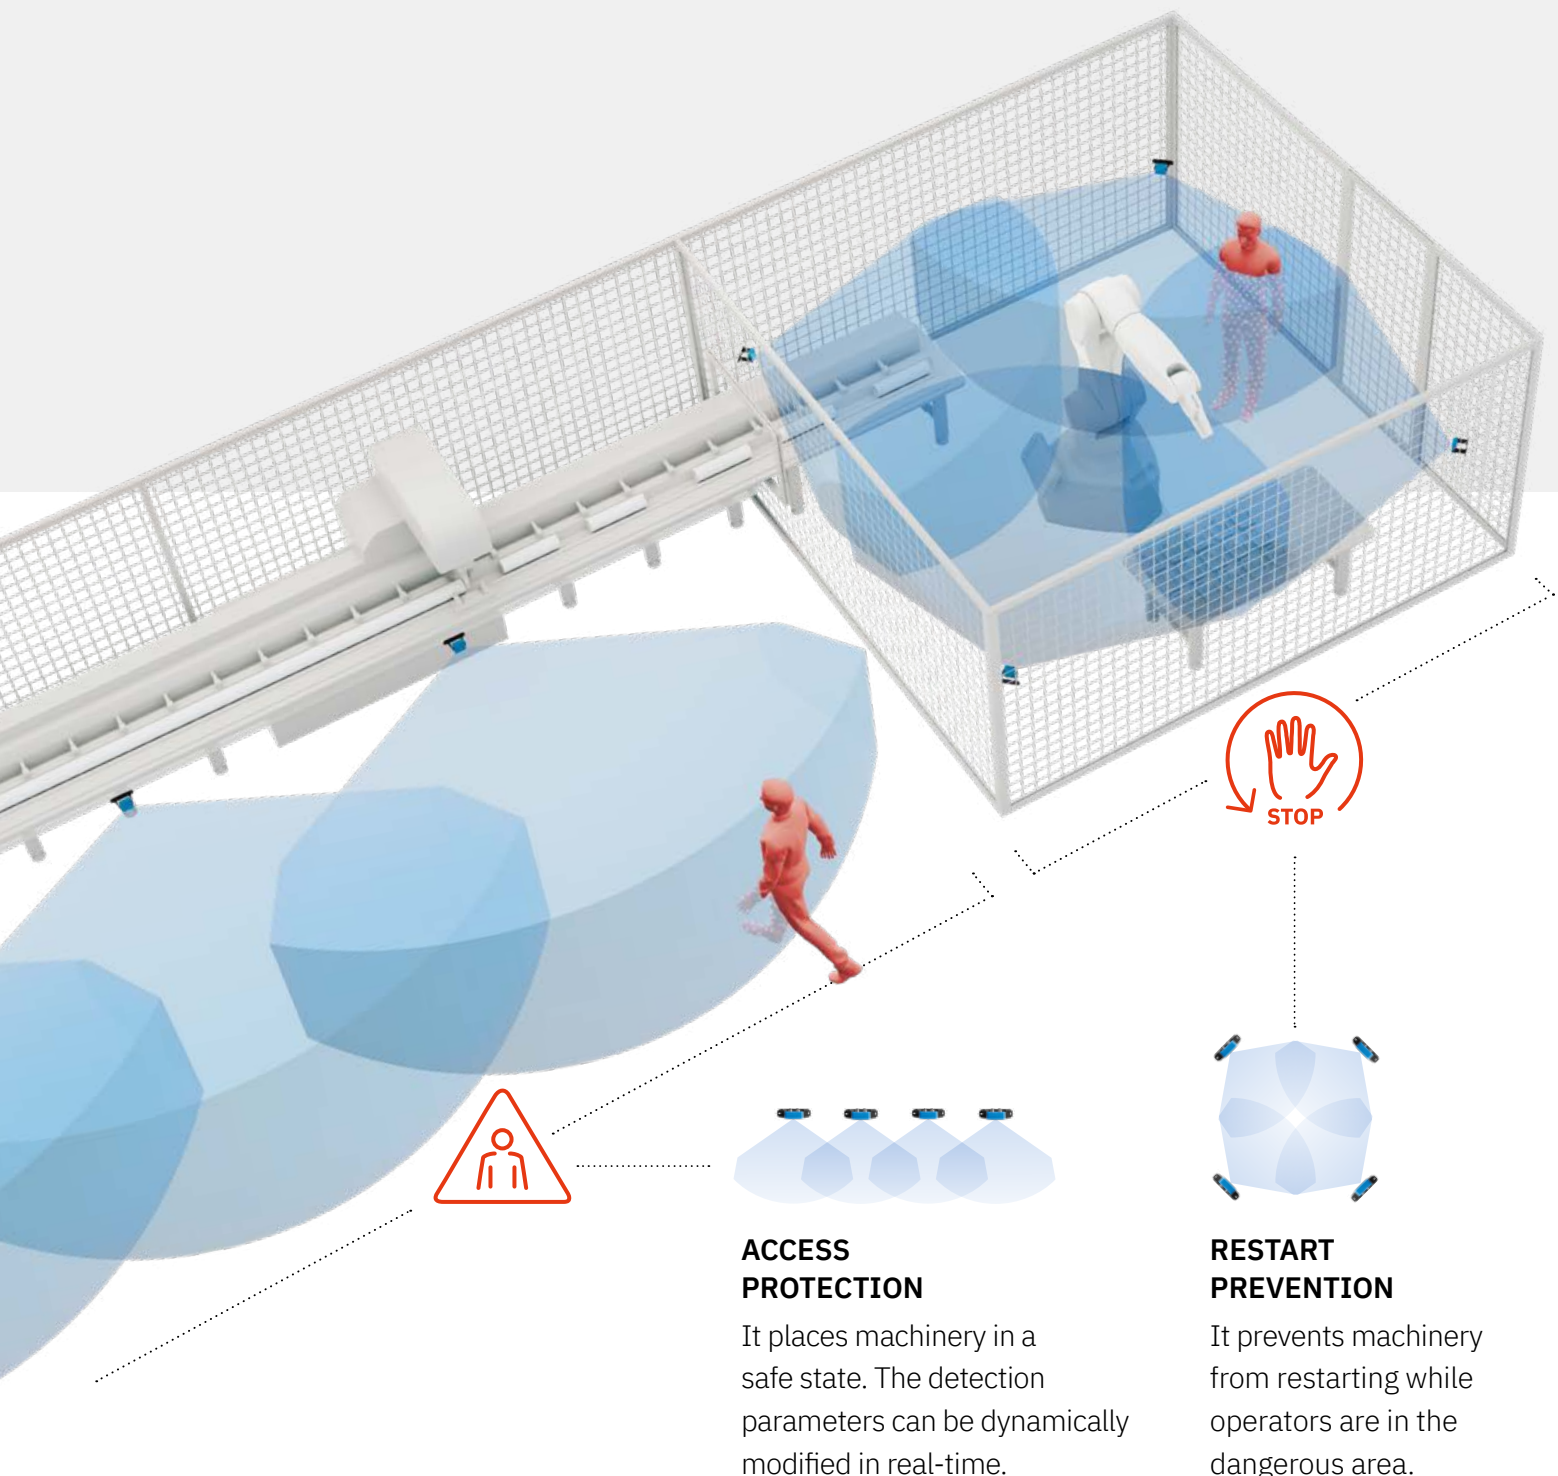 STOP
ACCESS
PROTECTION
It places machinery in a
safe state. The detection
parameters can be dynamically
modified in real-time.
RESTART
PREVENTION
It prevents machinery
from restarting while
operators are in the
dangerous area.